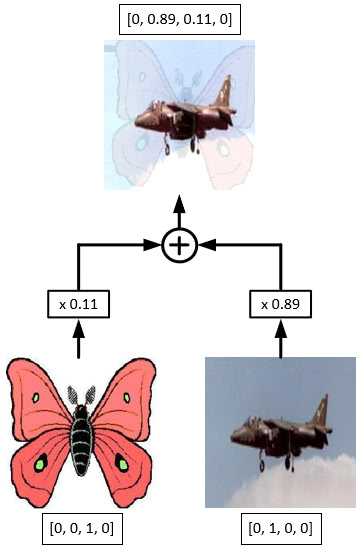 [0, 0.89, 0.11, 0]
x 0.11
x 0.89
[0, 0, 1, 0]
[0, 1, 0, 0]